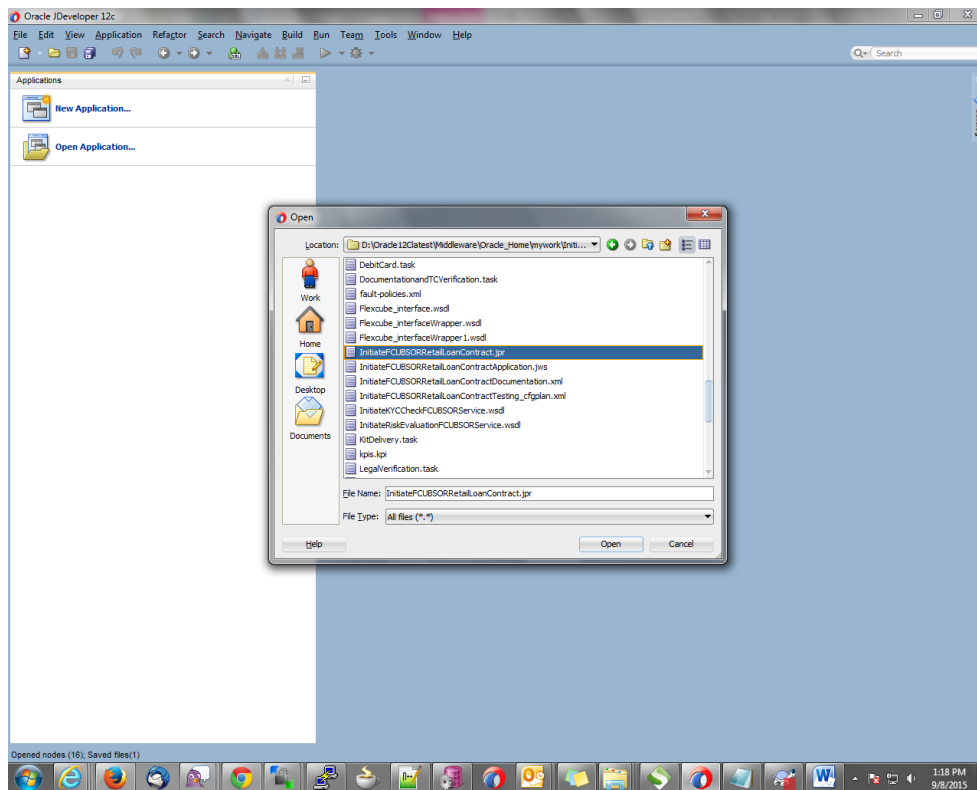 Oracle JDeveloper 12c
File Edit View Application Refactor Search Navigate Build Run Team Tools Window Help
Search
Applications
New Application...
Open Application...
Open
Location: D:\Oracle12Clatest\Middleware\Oracle_Home\mywork\Initi...
Work
Home
Desktop
Documents
DebitCard.task
DocumentationandTCVerification.task
fault-policies.xml
Flexcube_interface.wsdl
Flexcube_interfaceWrapper.wsdl
Flexcube_interfaceWrapper1.wsdl
InitiateFCUBSORRetailLoanContract.jpr
InitiateFCUBSORRetailLoanContractApplication.jws
InitiateFCUBSORRetailLoanContractDocumentation.xml
InitiateFCUBSORRetailLoanContractTesting_cfgplan.xml
InitiateKYCCheckFCUBSORService.wsdl
InitiateRiskEvaluationFCUBSORService.wsdl
KitDelivery.task
kpis.kpi
LegalVerification.task
File Name: InitiateFCUBSORRetailLoanContract.jpr
File Type: All files (*.*)
Help Open Cancel
Opened nodes (16); Saved files(1)
1:18 PM
9/8/2015